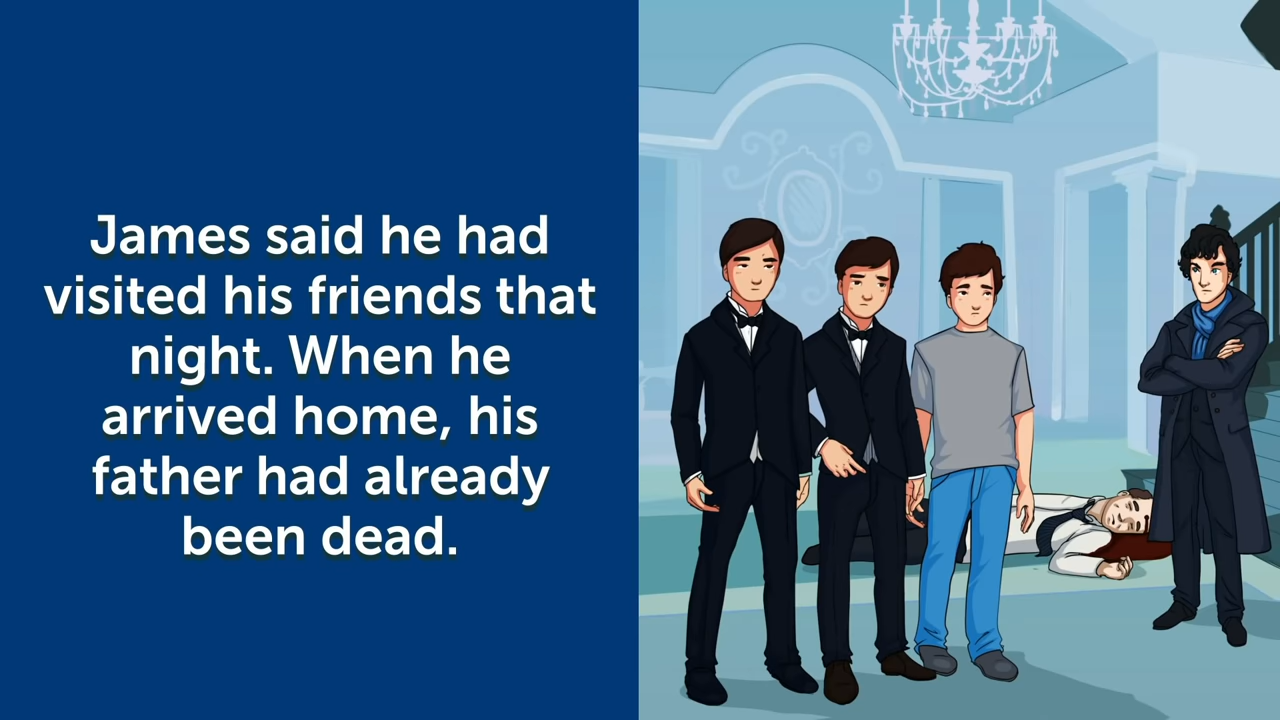 James said he had
visited his friends that
night. When he
arrived home, his
father had already
been dead.